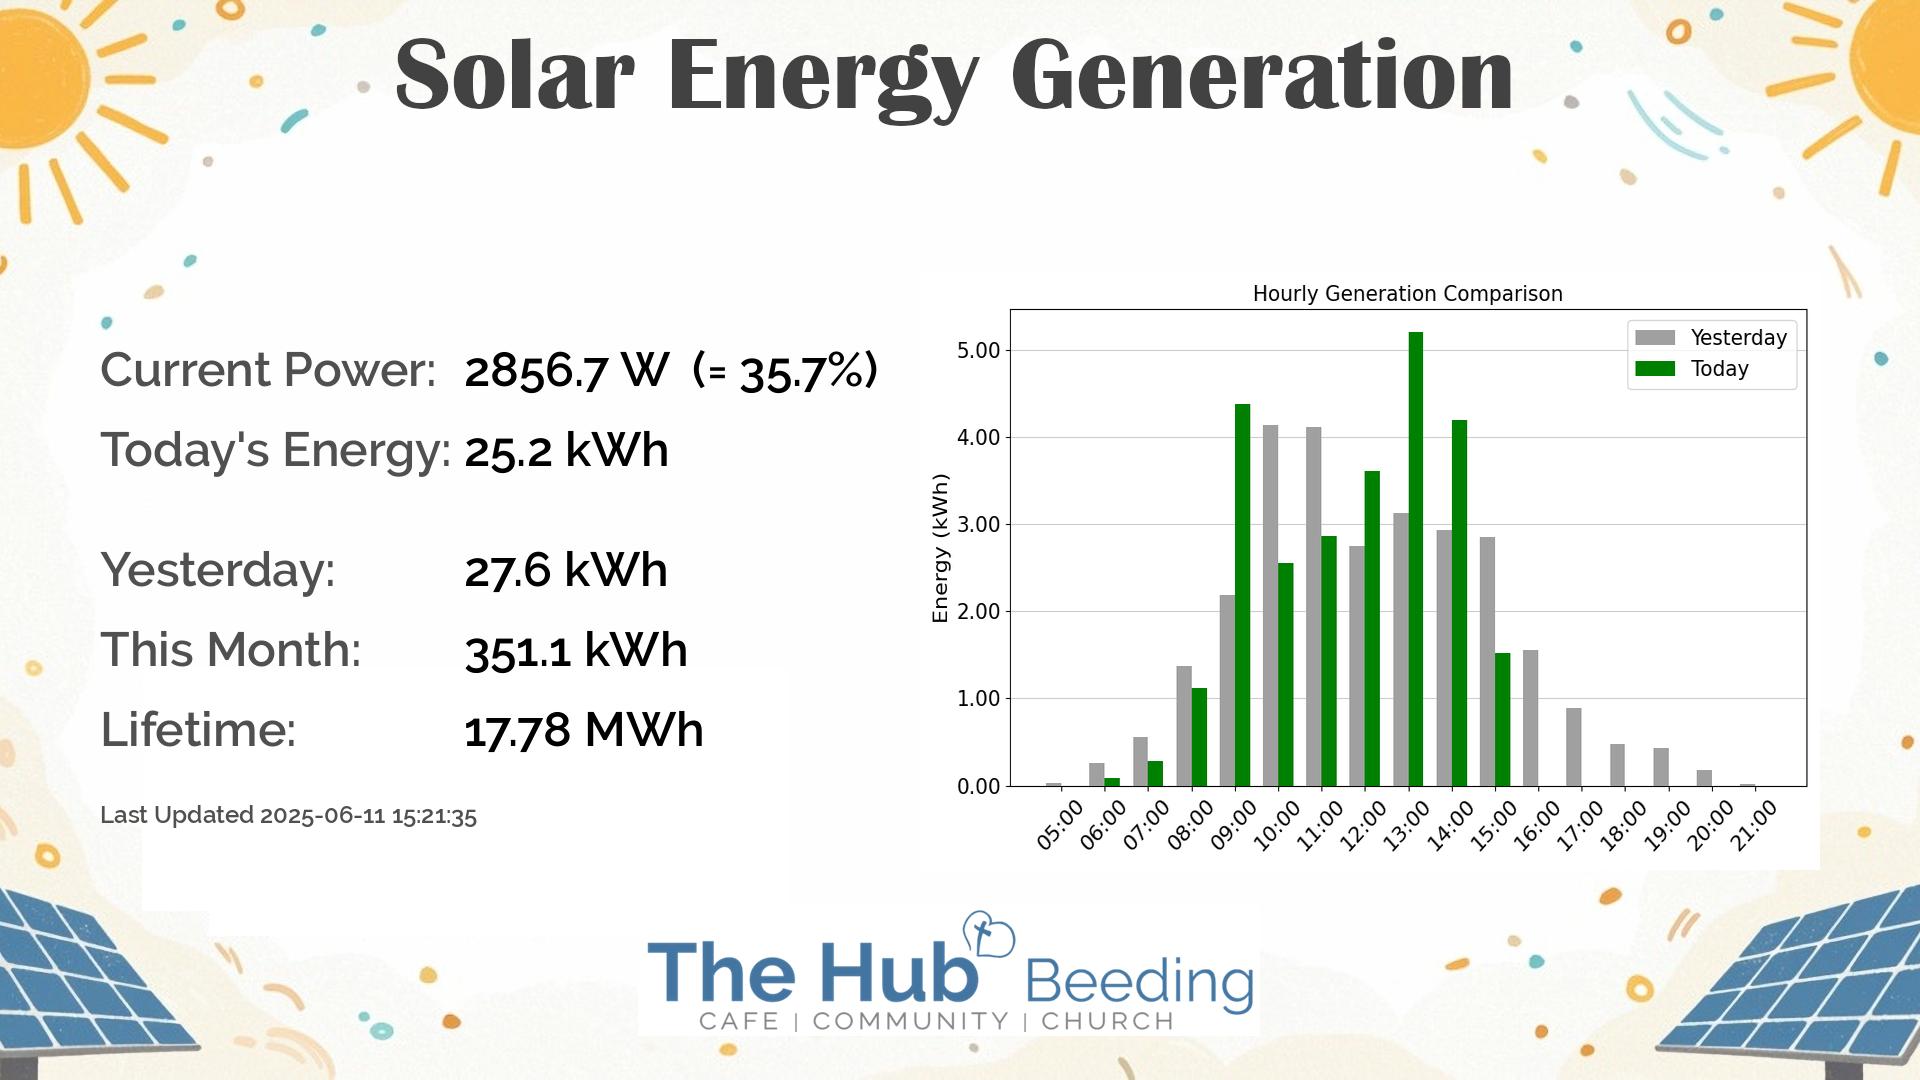 Solar Energy Generation
Current Power: 2856.7 W (= 35.7%)
Today's Energy: 25.2 kWh
Yesterday: 27.6 kWh
This Month: 351.1 kWh
Lifetime: 17.78 MWh
Last Updated 2025-06-11 15:21:35
Hourly Generation Comparison
Yesterday
Today
Energy (kWh)
5.00
4.00
3.00
2.00
1.00
0.00
05:00 06:00 07:00 08:00 09:00 10:00 11:00 12:00 13:00 14:00 15:00 16:00 17:00 18:00 19:00 20:00 21:00
The Hub Beeding
CAFE | COMMUNITY | CHURCH